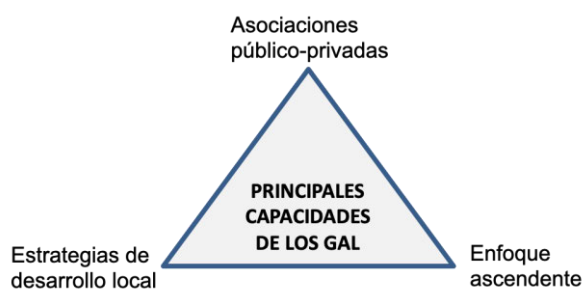 Asociaciones
público-privadas
PRINCIPALES
CAPACIDADES
DE LOS GAL
Estrategias de
desarrollo local
Enfoque
ascendente